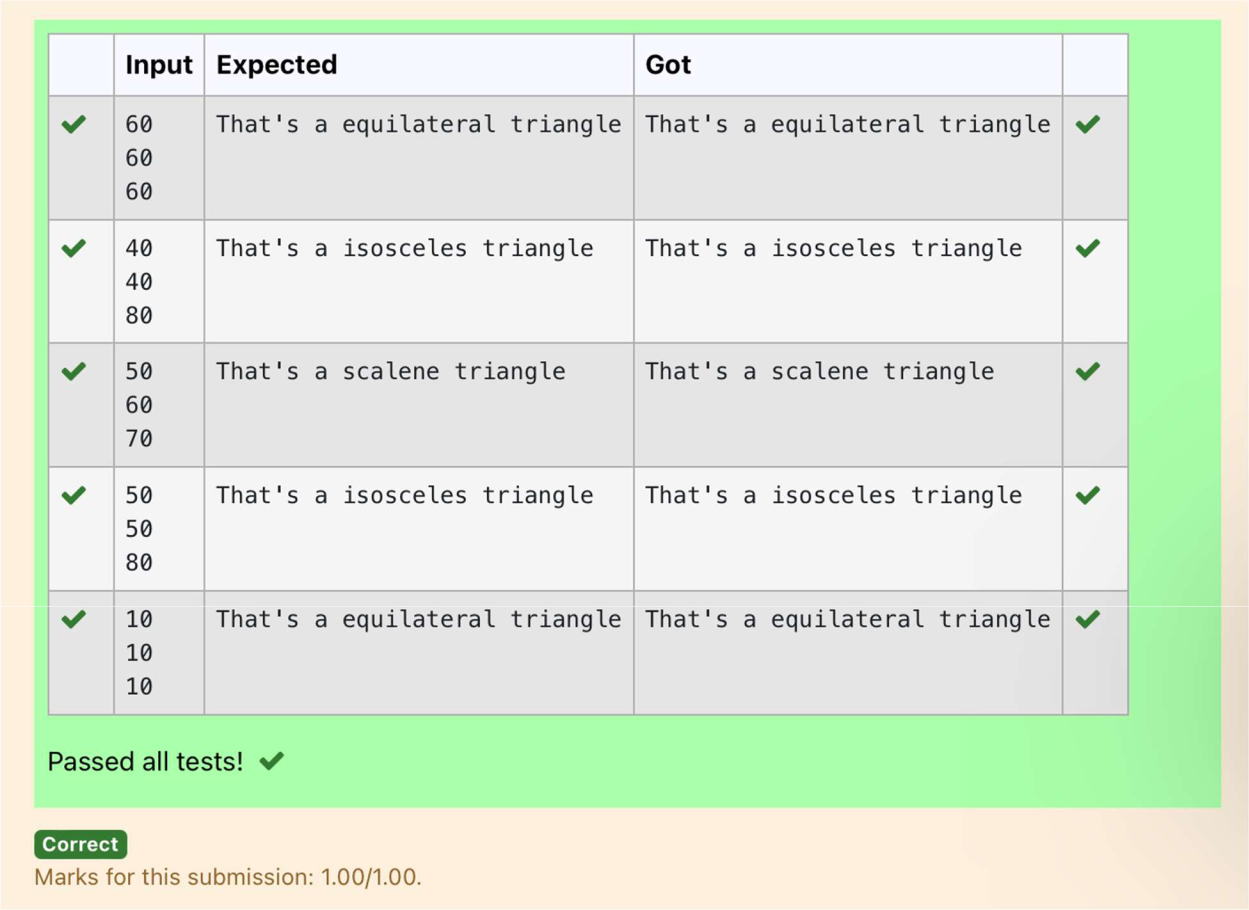 Input Expected Got
60 That's a equilateral triangle That's a equilateral triangle
60
60
40 That's a isosceles triangle That's a isosceles triangle
40
80
50 That's a scalene triangle That's a scalene triangle
60
70
50 That's a isosceles triangle That's a isosceles triangle
50
80
10 That's a equilateral triangle That's a equilateral triangle
10
10
Passed all tests!
Correct
Marks for this submission: 1.00/1.00.